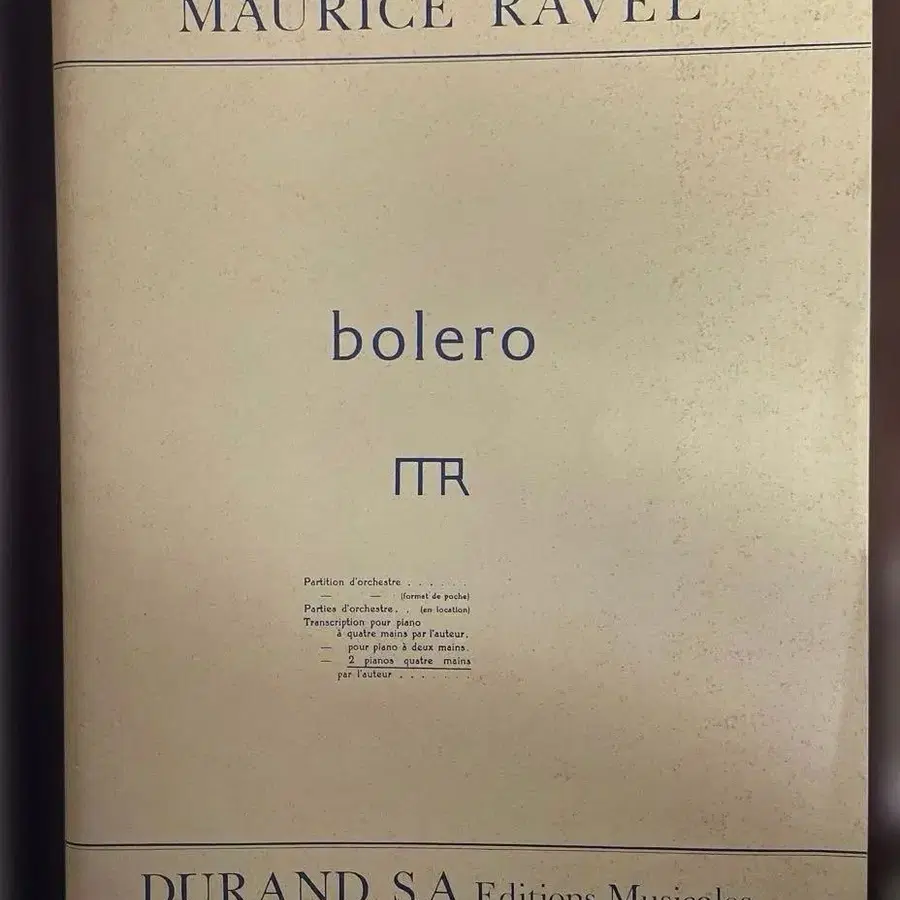 MAURICE RAVEL
bolero
MR
Partition d'orchestre . . . . . .
— — (format de poche)
Parties d'orchestre . . (en location)
Transcription pour piano
à quatre mains par l'auteur.
— pour piano à deux mains.
— 2 pianos quatre mains
par l'auteur . . . . . . .
DURAND S.A. Editions Musicales